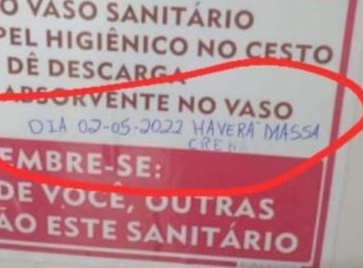 O VASO SANITÁRIO
PEL HIGIÊNICO NO CESTO
DÊ DESCARGA
ABSORVENTE NO VASO
DIA 02-05-2022 HAVERÁ MASSA
EMBRE-SE:
DE VOCÊ, OUTRAS
ÃO ESTE SANITÁRIO